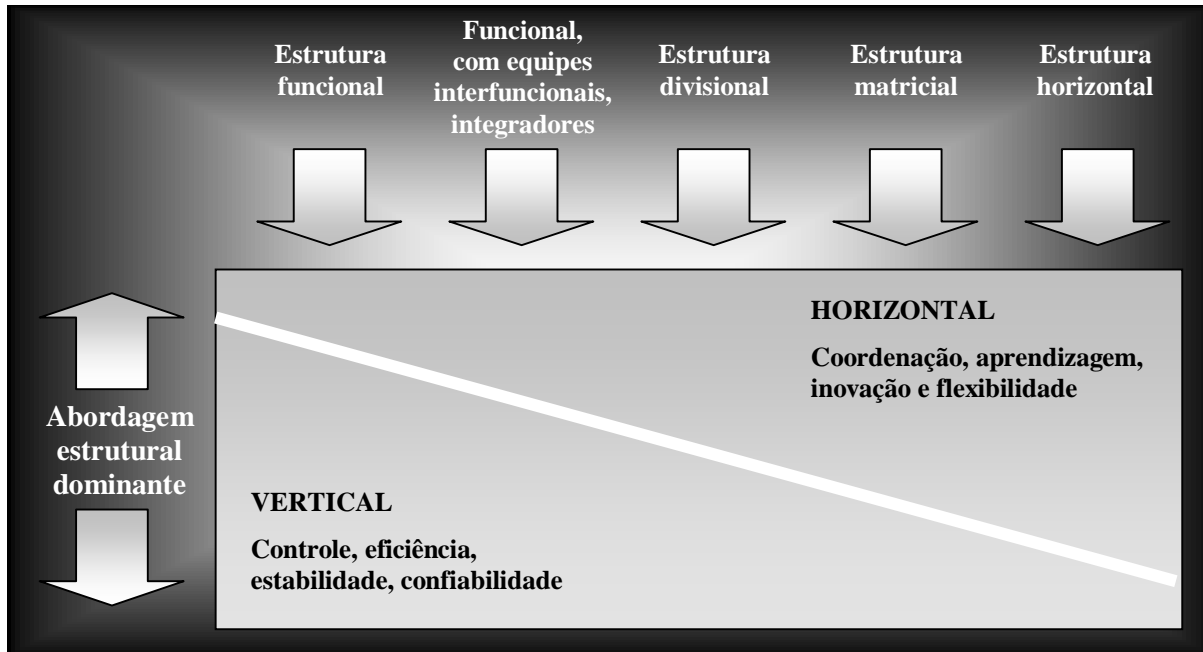 Estrutura
funcional
Funcional,
com equipes
interfuncionais,
integradores
Estrutura
divisional
Estrutura
matricial
Estrutura
horizontal
Abordagem
estrutural
dominante
HORIZONTAL
Coordenação, aprendizagem,
inovação e flexibilidade
VERTICAL
Controle, eficiência,
estabilidade, confiabilidade